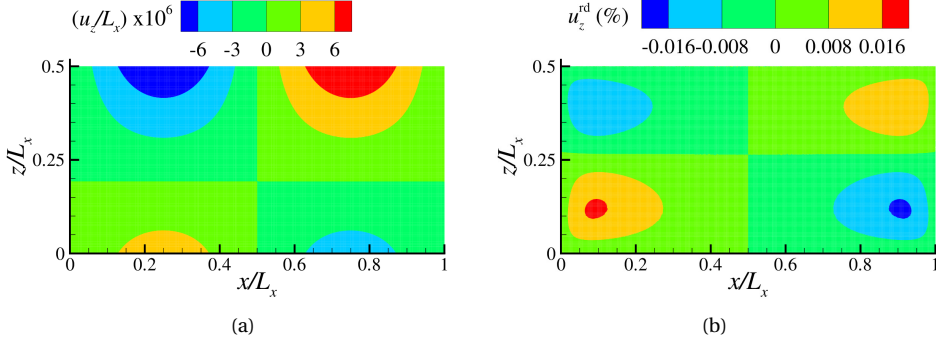 (u_z/L_x) x10^6
-6 -3 0 3 6
u_z^rd (%)
-0.016 -0.008 0 0.008 0.016
z/L_x
0.5
0.25
0
0 0.2 0.4 0.6 0.8 1
x/L_x
(a)
z/L_x
0.5
0.25
0
0 0.2 0.4 0.6 0.8 1
x/L_x
(b)